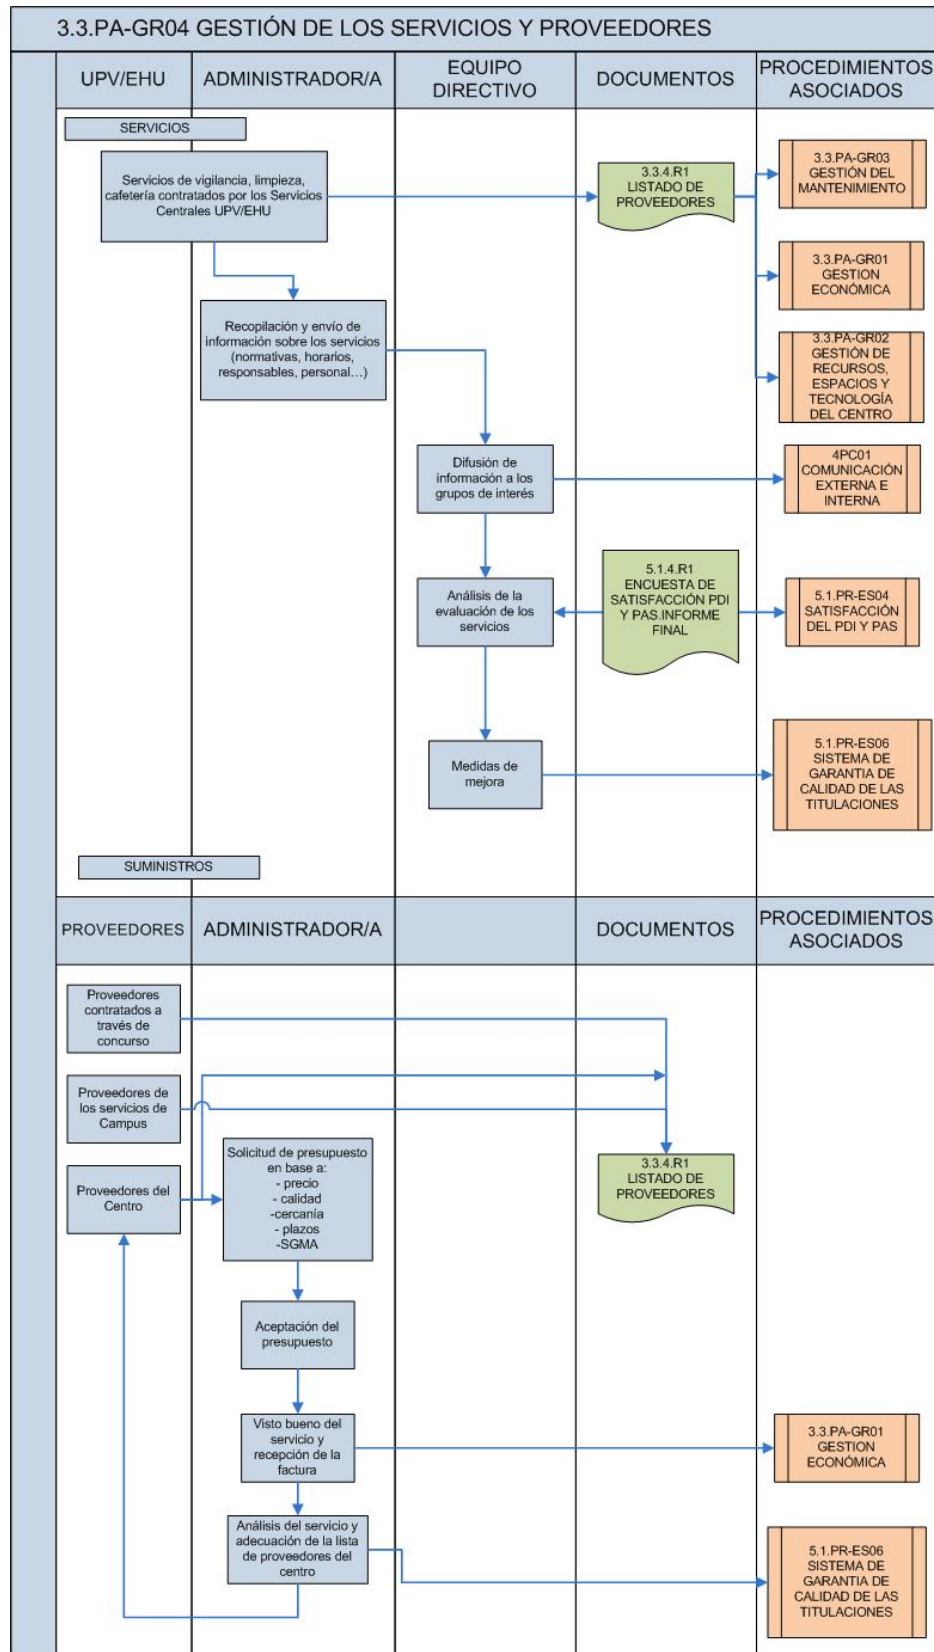 3.3.PA-GR04 GESTIÓN DE LOS SERVICIOS Y PROVEEDORES
UPV/EHU
ADMINISTRADOR/A
EQUIPO
DIRECTIVO
DOCUMENTOS
PROCEDIMIENTOS
ASOCIADOS
SERVICIOS
Servicios de vigilancia, limpieza,
cafetería contratados por los Servicios
Centrales UPV/EHU
3.3.4.R1
LISTADO DE
PROVEEDORES
3.3.PA-GR03
GESTIÓN DEL
MANTENIMIENTO
3.3.PA-GR01
GESTION
ECONÓMICA
Recopilación y envío de
información sobre los servicios
(normativas, horarios,
responsables, personal…)
3.3.PA-GR02
GESTIÓN DE
RECURSOS,
ESPACIOS Y
TECNOLOGÍA
DEL CENTRO
Difusión de
información a los
grupos de interés
4PC01
COMUNICACIÓN
EXTERNA E
INTERNA
Análisis de la
evaluación de los
servicios
5.1.4.R1
ENCUESTA DE
SATISFACCIÓN PDI
Y PAS.INFORME
FINAL
5.1.PR-ES04
SATISFACCIÓN
DEL PDI Y PAS
Medidas de
mejora
5.1.PR-ES06
SISTEMA DE
GARANTIA DE
CALIDAD DE LAS
TITULACIONES
SUMINISTROS
PROVEEDORES
ADMINISTRADOR/A
DOCUMENTOS
PROCEDIMIENTOS
ASOCIADOS
Proveedores
contratados a
través de
concurso
Proveedores de
los servicios de
Campus
Proveedores del
Centro
Solicitud de presupuesto
en base a:
- precio
- calidad
-cercanía
- plazos
-SGMA
3.3.4.R1
LISTADO DE
PROVEEDORES
Aceptación del
presupuesto
Visto bueno del
servicio y
recepción de la
factura
3.3.PA-GR01
GESTION
ECONÓMICA
Análisis del servicio y
adecuación de la lista
de proveedores del
centro
5.1.PR-ES06
SISTEMA DE
GARANTIA DE
CALIDAD DE LAS
TITULACIONES